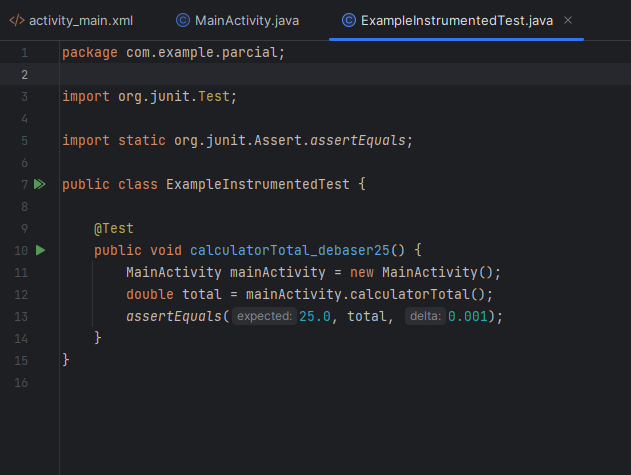 activity_main.xml MainActivity.java ExampleInstrumentedTest.java
1 package com.example.parcial;
2
3 import org.junit.Test;
4
5 import static org.junit.Assert.assertEquals;
6
7 public class ExampleInstrumentedTest {
8
9 @Test
10 public void calculatorTotal_debaser25() {
11 MainActivity mainActivity = new MainActivity();
12 double total = mainActivity.calculatorTotal();
13 assertEquals( expected: 25.0, total, delta: 0.001);
14 }
15 }
16